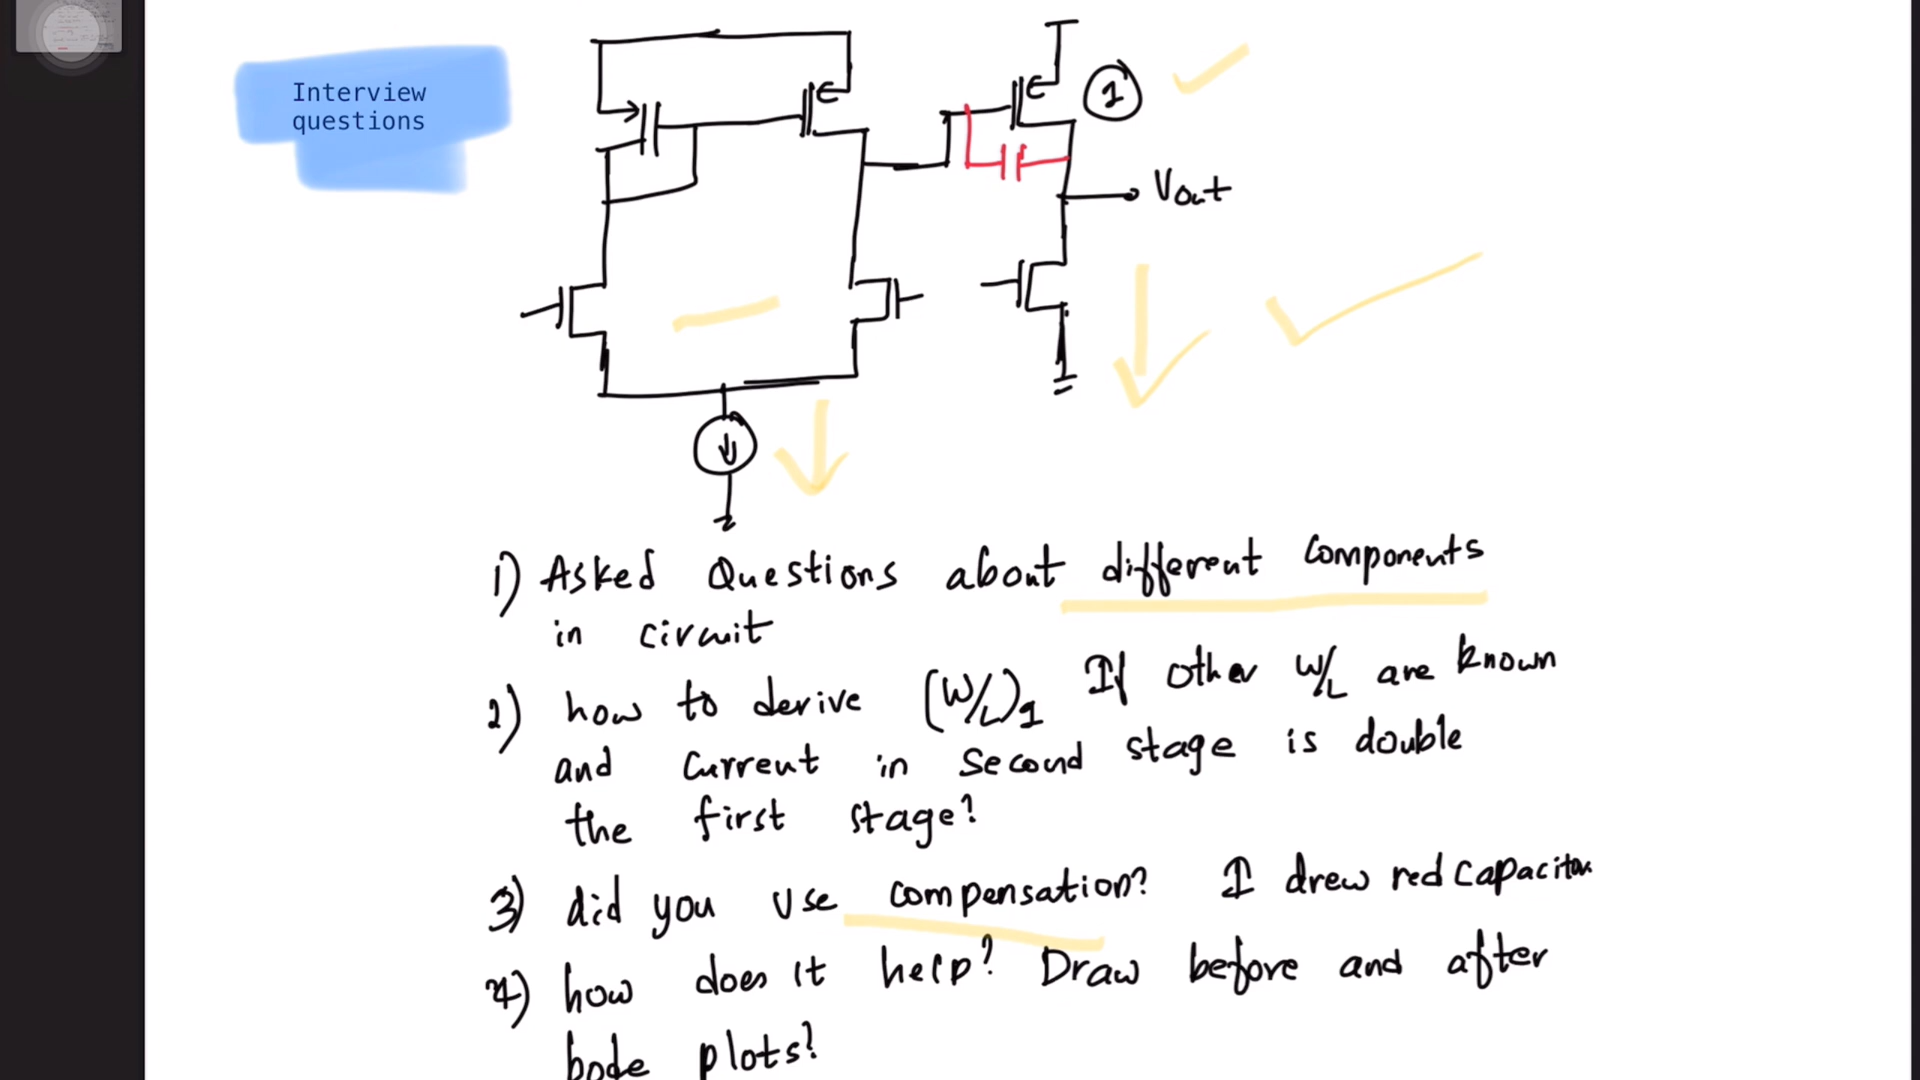 Interview
questions
1
Vout
1) Asked Questions about different components
in circuit
2) how to derive (W/L)1 If other W/L are known
and current in second stage is double
the first stage?
3) did you use compensation? I drew red capacitor
4) how does it help? Draw before and after
bode plots?